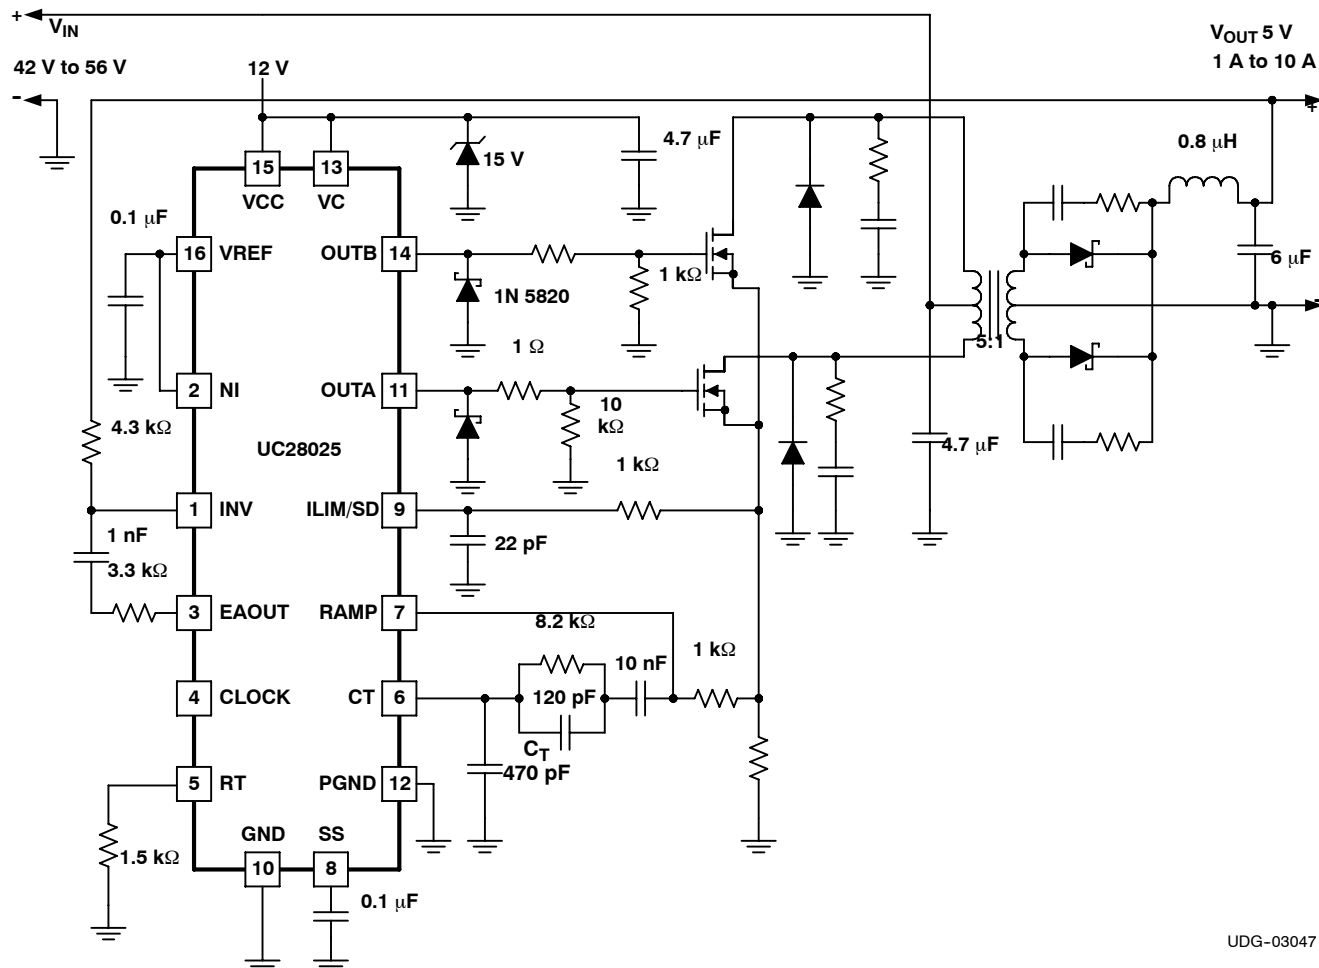 +
V_IN
42 V to 56 V
-
12 V
V_OUT 5 V
1 A to 10 A
+
15 V
4.7 μF
0.8 μH
15
13
VCC
VC
0.1 μF
16
VREF
OUTB
14
1 kΩ
6 μF
1N 5820
-
1 Ω
5:1
2
NI
OUTA
11
10
kΩ
4.3 kΩ
UC28025
4.7 μF
1 kΩ
1
INV
ILIM/SD
9
1 nF
22 pF
3.3 kΩ
3
EAOUT
RAMP
7
8.2 kΩ
1 kΩ
10 nF
4
CLOCK
CT
6
120 pF
C_T
470 pF
5
RT
PGND
12
GND
SS
1.5 kΩ
10
8
0.1 μF
UDG-03047